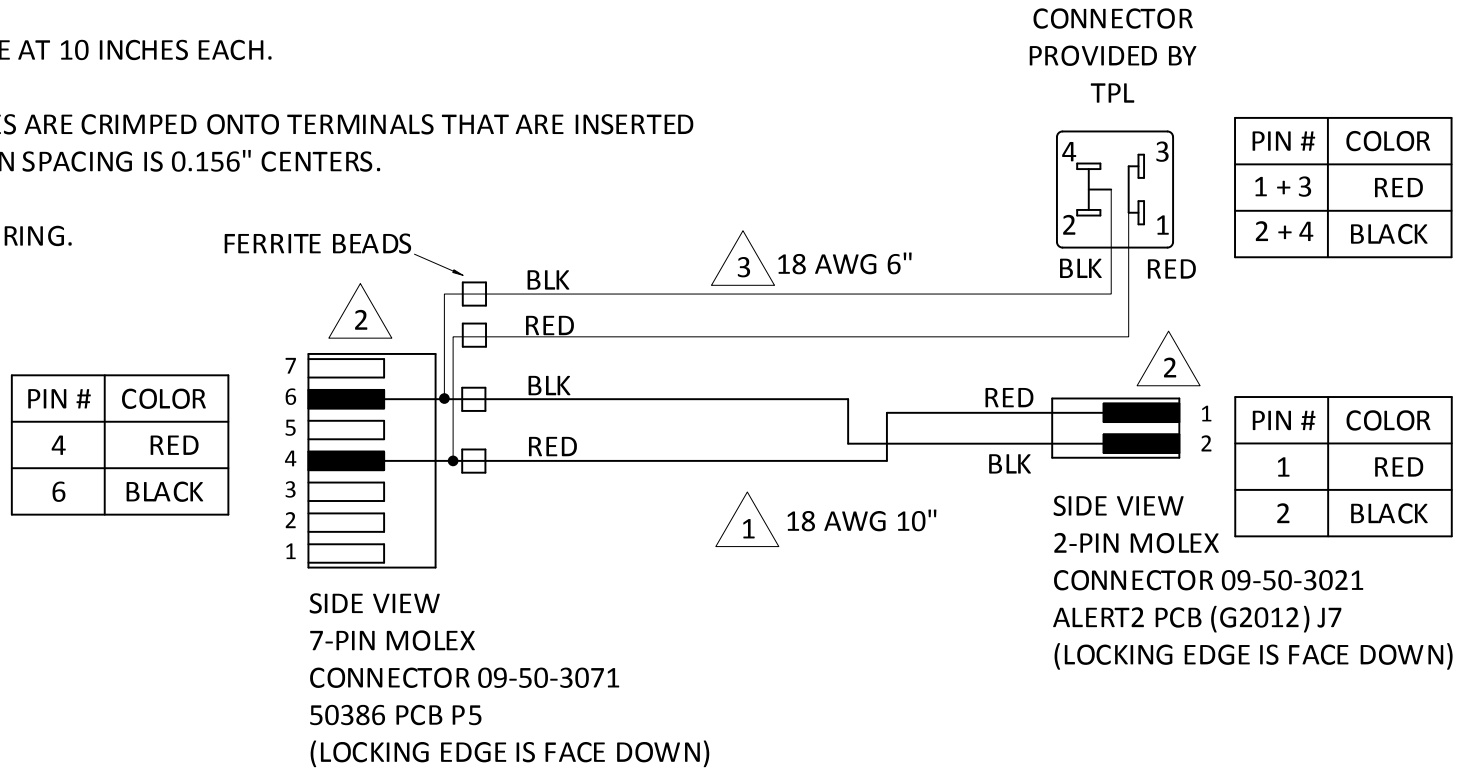 E AT 10 INCHES EACH.
ES ARE CRIMPED ONTO TERMINALS THAT ARE INSERTED
N SPACING IS 0.156" CENTERS.
RING.
CONNECTOR
PROVIDED BY
TPL
4 3
2 1
BLK RED
PIN # COLOR
1 + 3 RED
2 + 4 BLACK
FERRITE BEADS
BLK
3 18 AWG 6"
RED
2
7
6
5
4
3
2
1
PIN # COLOR
4 RED
6 BLACK
BLK
RED
1 18 AWG 10"
2
RED
BLK
1
2
PIN # COLOR
1 RED
2 BLACK
SIDE VIEW
7-PIN MOLEX
CONNECTOR 09-50-3071
50386 PCB P5
(LOCKING EDGE IS FACE DOWN)
SIDE VIEW
2-PIN MOLEX
CONNECTOR 09-50-3021
ALERT2 PCB (G2012) J7
(LOCKING EDGE IS FACE DOWN)